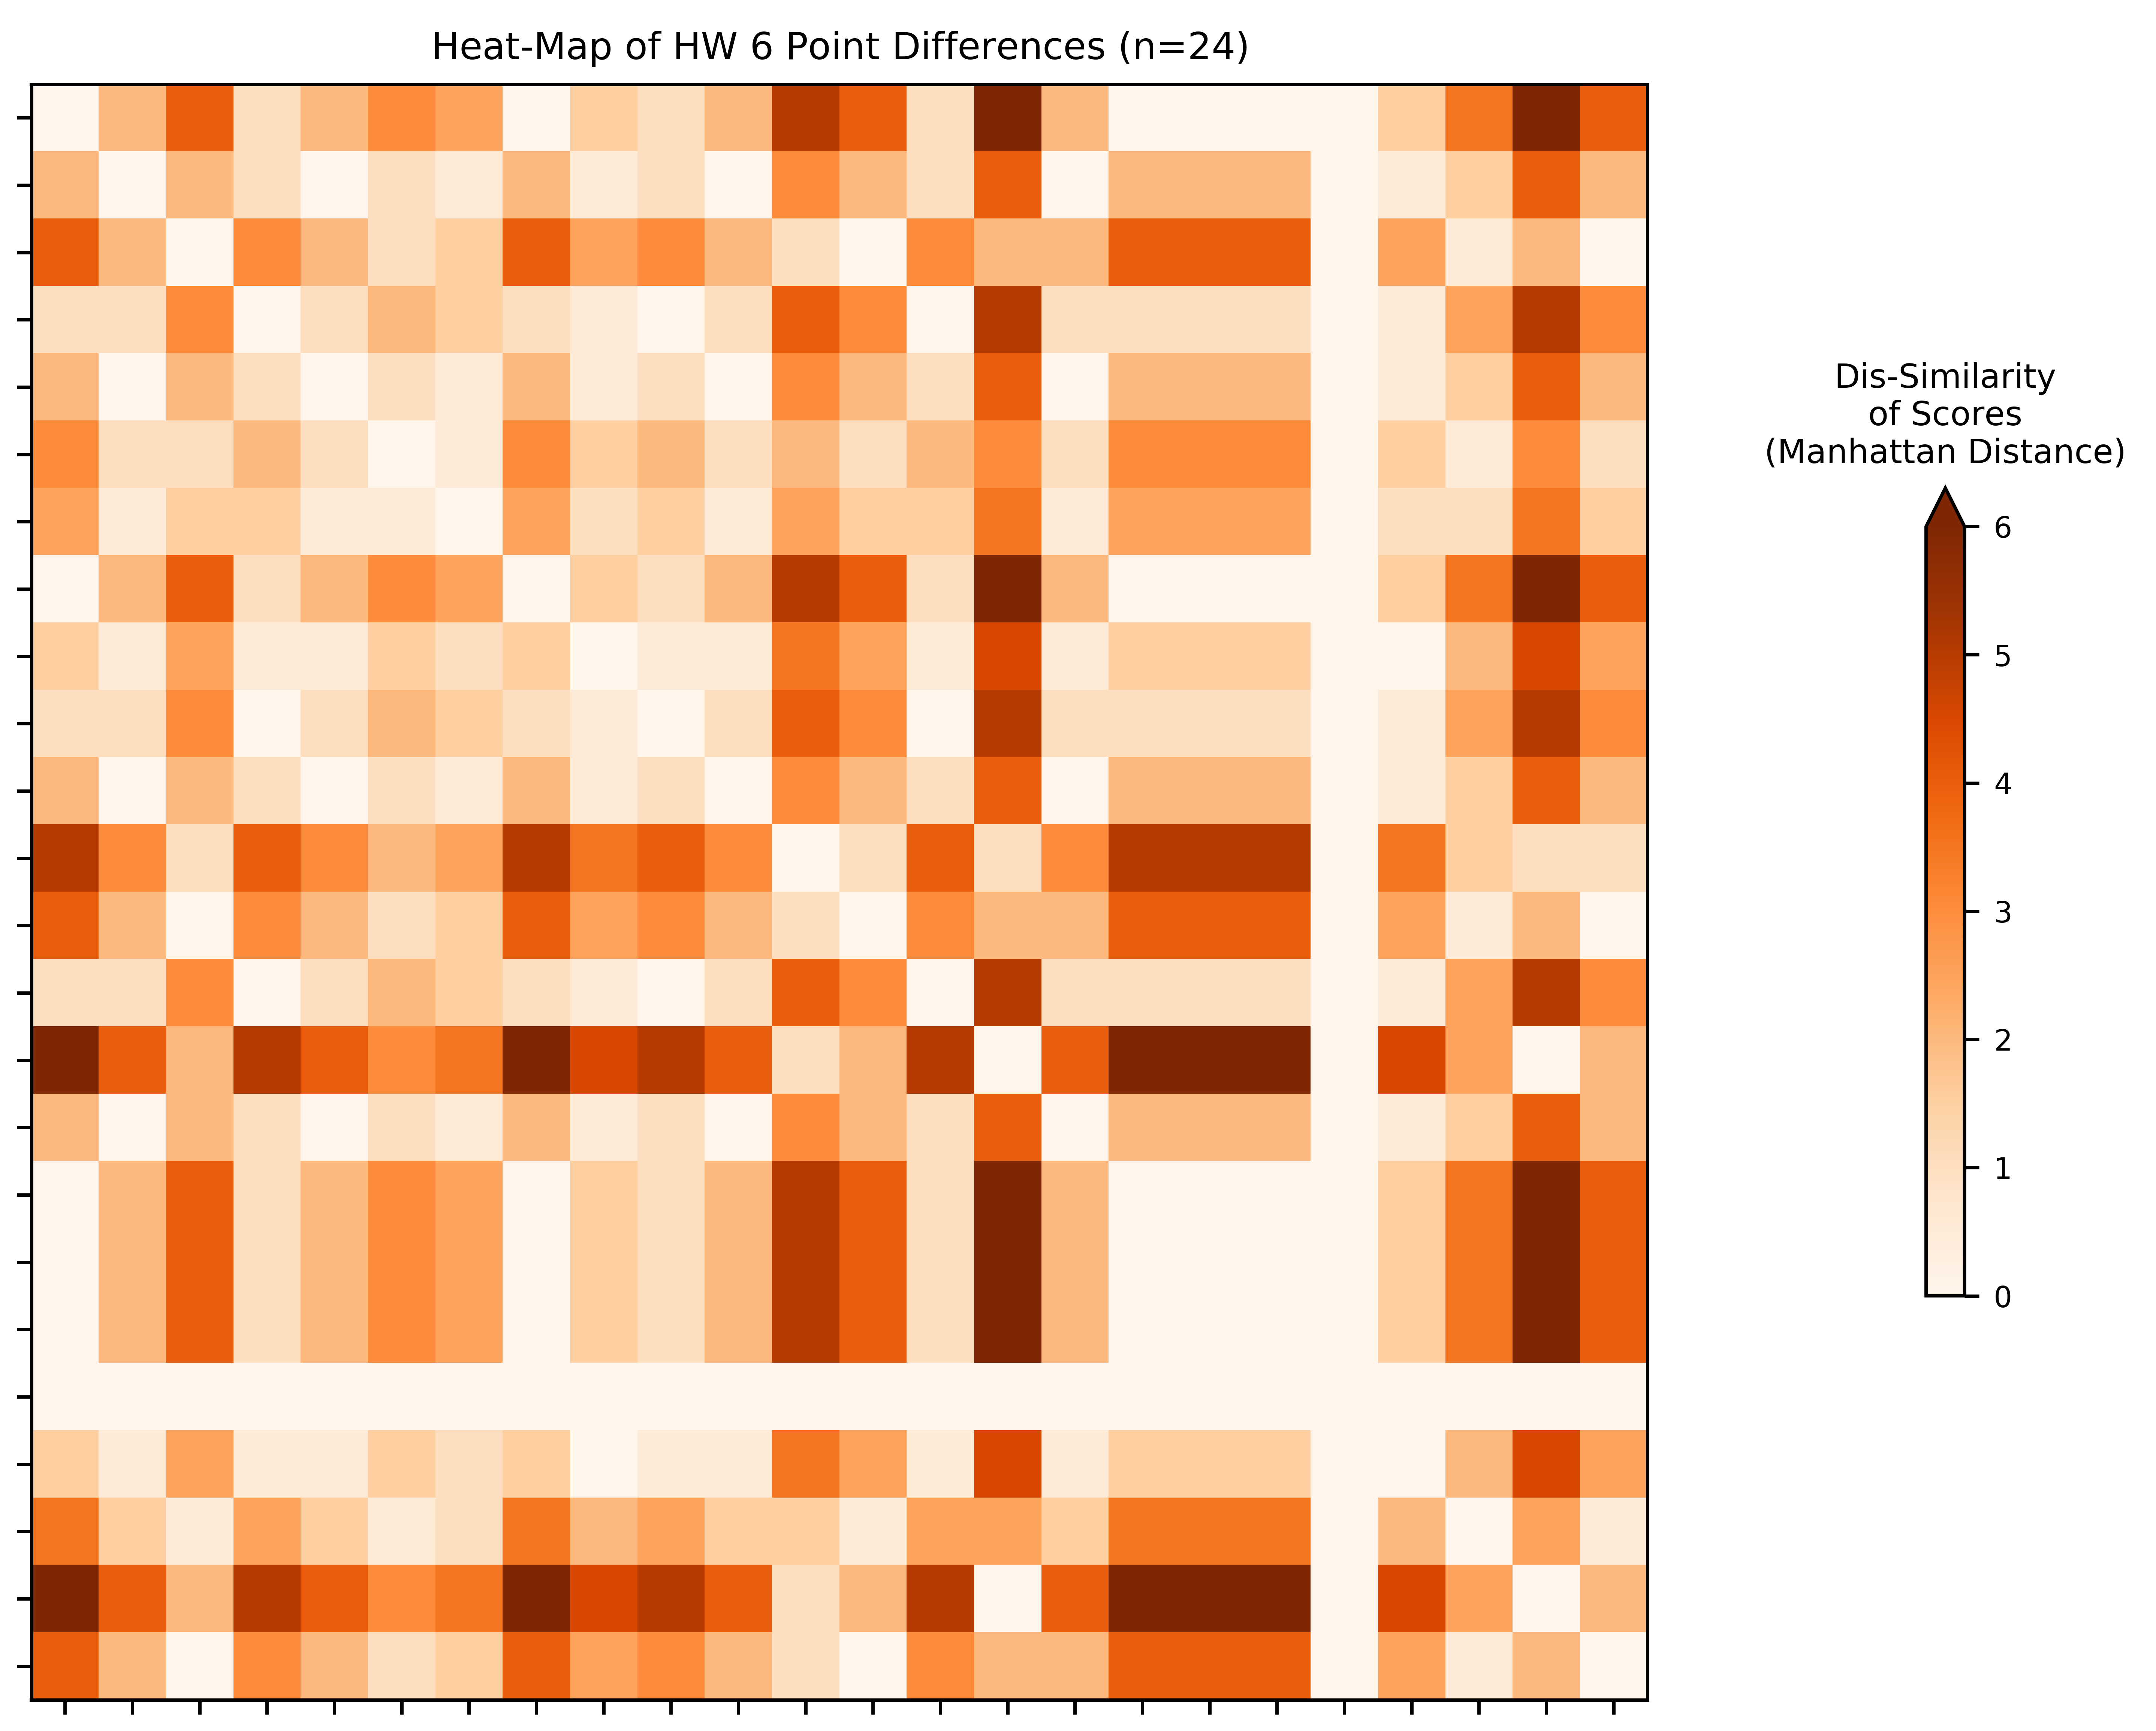 Heat-Map of HW 6 Point Differences (n=24)
Dis-Similarity
of Scores
(Manhattan Distance)
6
5
4
3
2
1
0